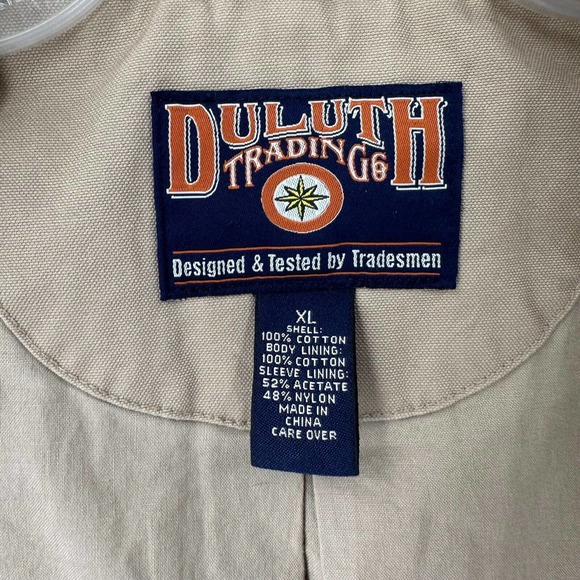 DULUTH
TRADING Co
Designed & Tested by Tradesmen
XL
SHELL:
100% COTTON
BODY LINING:
100% COTTON
SLEEVE LINING:
52% ACETATE
48% NYLON
MADE IN
CHINA
CARE OVER